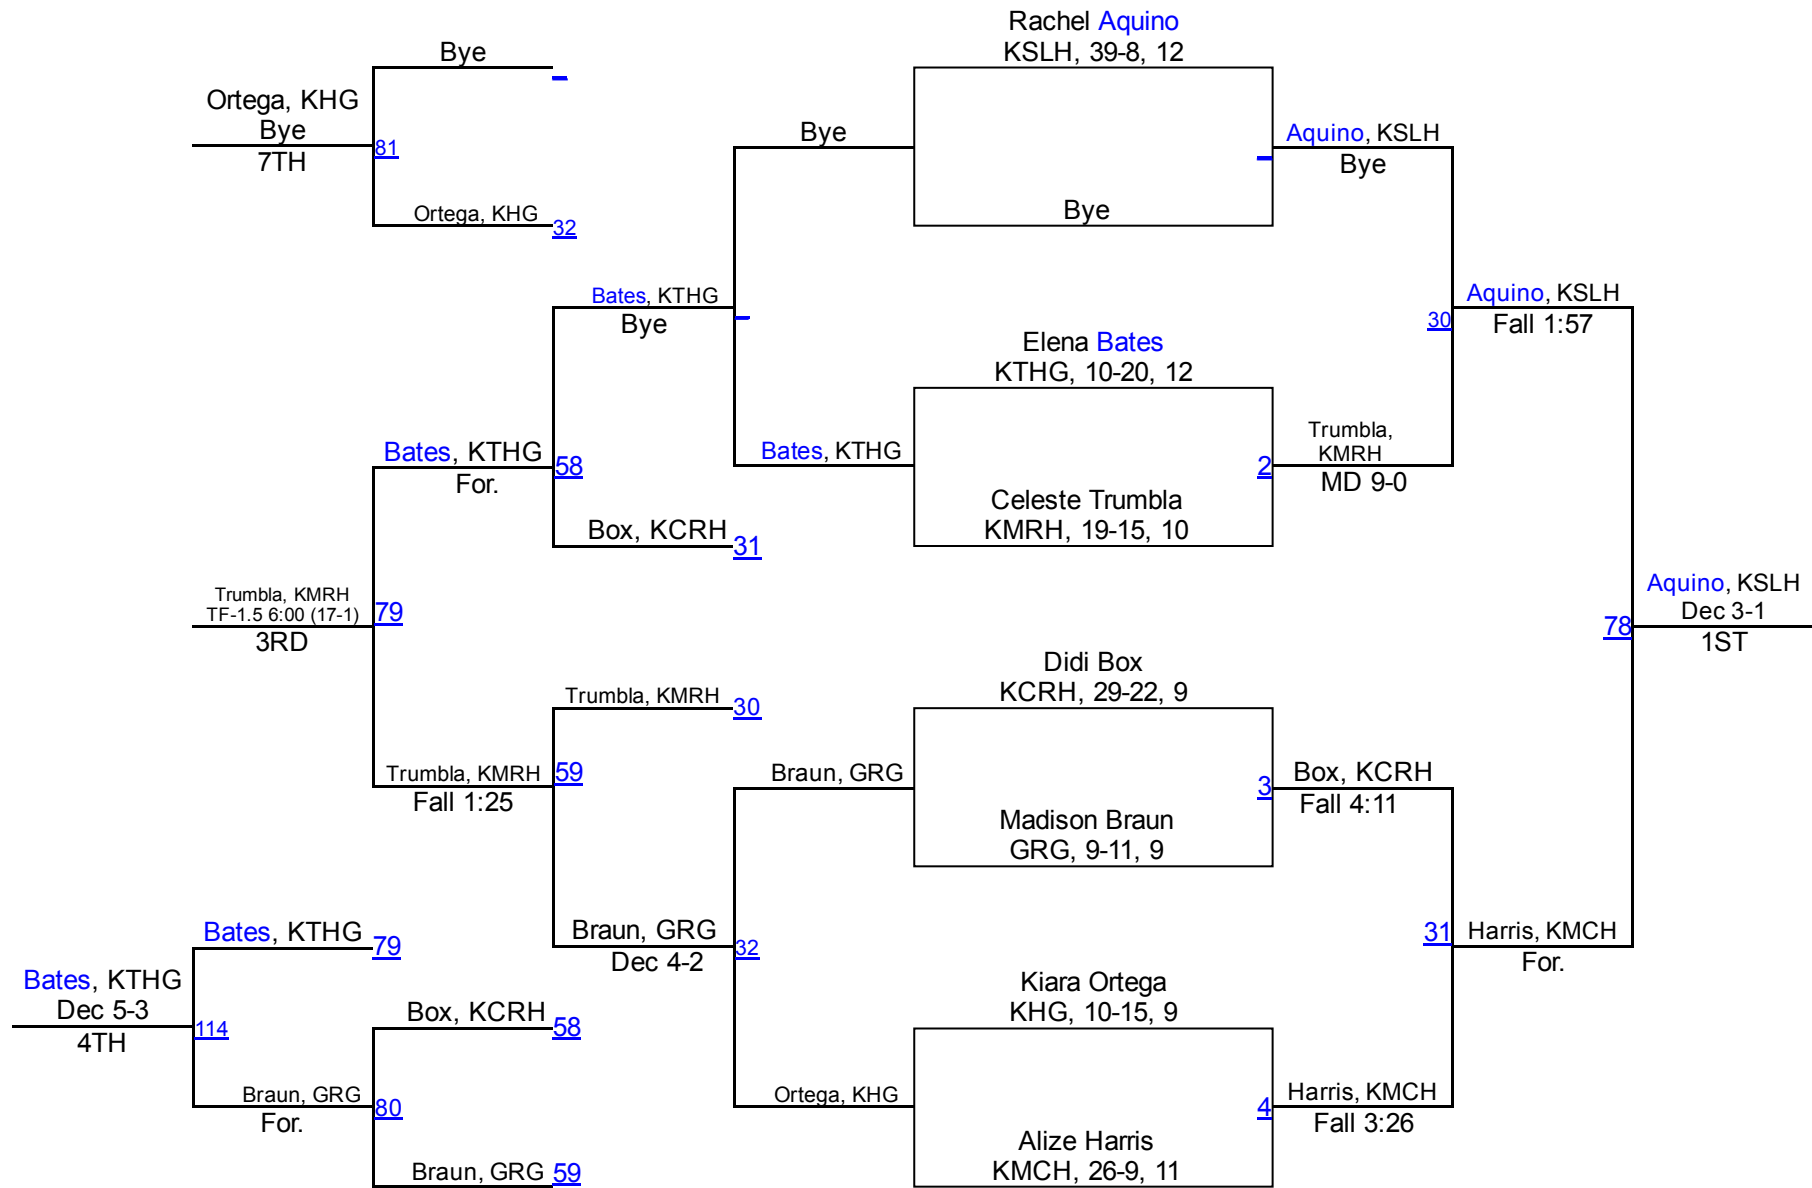 Rachel Aquino
KSLH, 39-8, 12
Bye
Ortega, KHG
Bye
81
7TH
Ortega, KHG
32
Bye
Aquino, KSLH
Bye
Bye
Bates, KTHG
Bye
Aquino, KSLH
30
Fall 1:57
Elena Bates
KTHG, 10-20, 12
Bates, KTHG
58
For.
Bates, KTHG
Trumbla,
KMRH
2
MD 9-0
Celeste Trumbla
KMRH, 19-15, 10
Box, KCRH
31
Trumbla, KMRH
TF-1.5 6:00 (17-1)
79
3RD
Aquino, KSLH
Dec 3-1
78
1ST
Didi Box
KCRH, 29-22, 9
Trumbla, KMRH
30
Trumbla, KMRH
59
Fall 1:25
Braun, GRG
Box, KCRH
3
Fall 4:11
Madison Braun
GRG, 9-11, 9
Bates, KTHG
79
Braun, GRG
32
Dec 4-2
Harris, KMCH
31
For.
Bates, KTHG
Dec 5-3
114
4TH
Kiara Ortega
KHG, 10-15, 9
Box, KCRH
58
Braun, GRG
80
For.
Ortega, KHG
Harris, KMCH
4
Fall 3:26
Alize Harris
KMCH, 26-9, 11
Braun, GRG
59